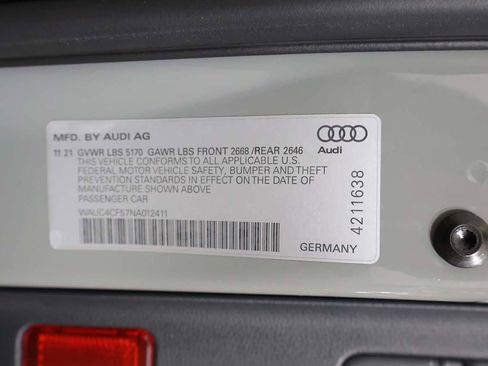 MFD. BY AUDI AG
11 21 GVWR LBS 5170 GAWR LBS FRONT 2668 /REAR 2646
THIS VEHICLE CONFORMS TO ALL APPLICABLE U.S.
FEDERAL MOTOR VEHICLE SAFETY, BUMPER AND THEFT
PREVENTION STANDARDS IN EFFECT ON THE DATE OF
MANUFACTURE SHOWN ABOVE
PASSENGER CAR
WAUC4CF57NA012411
Audi
4211638
GERMANY